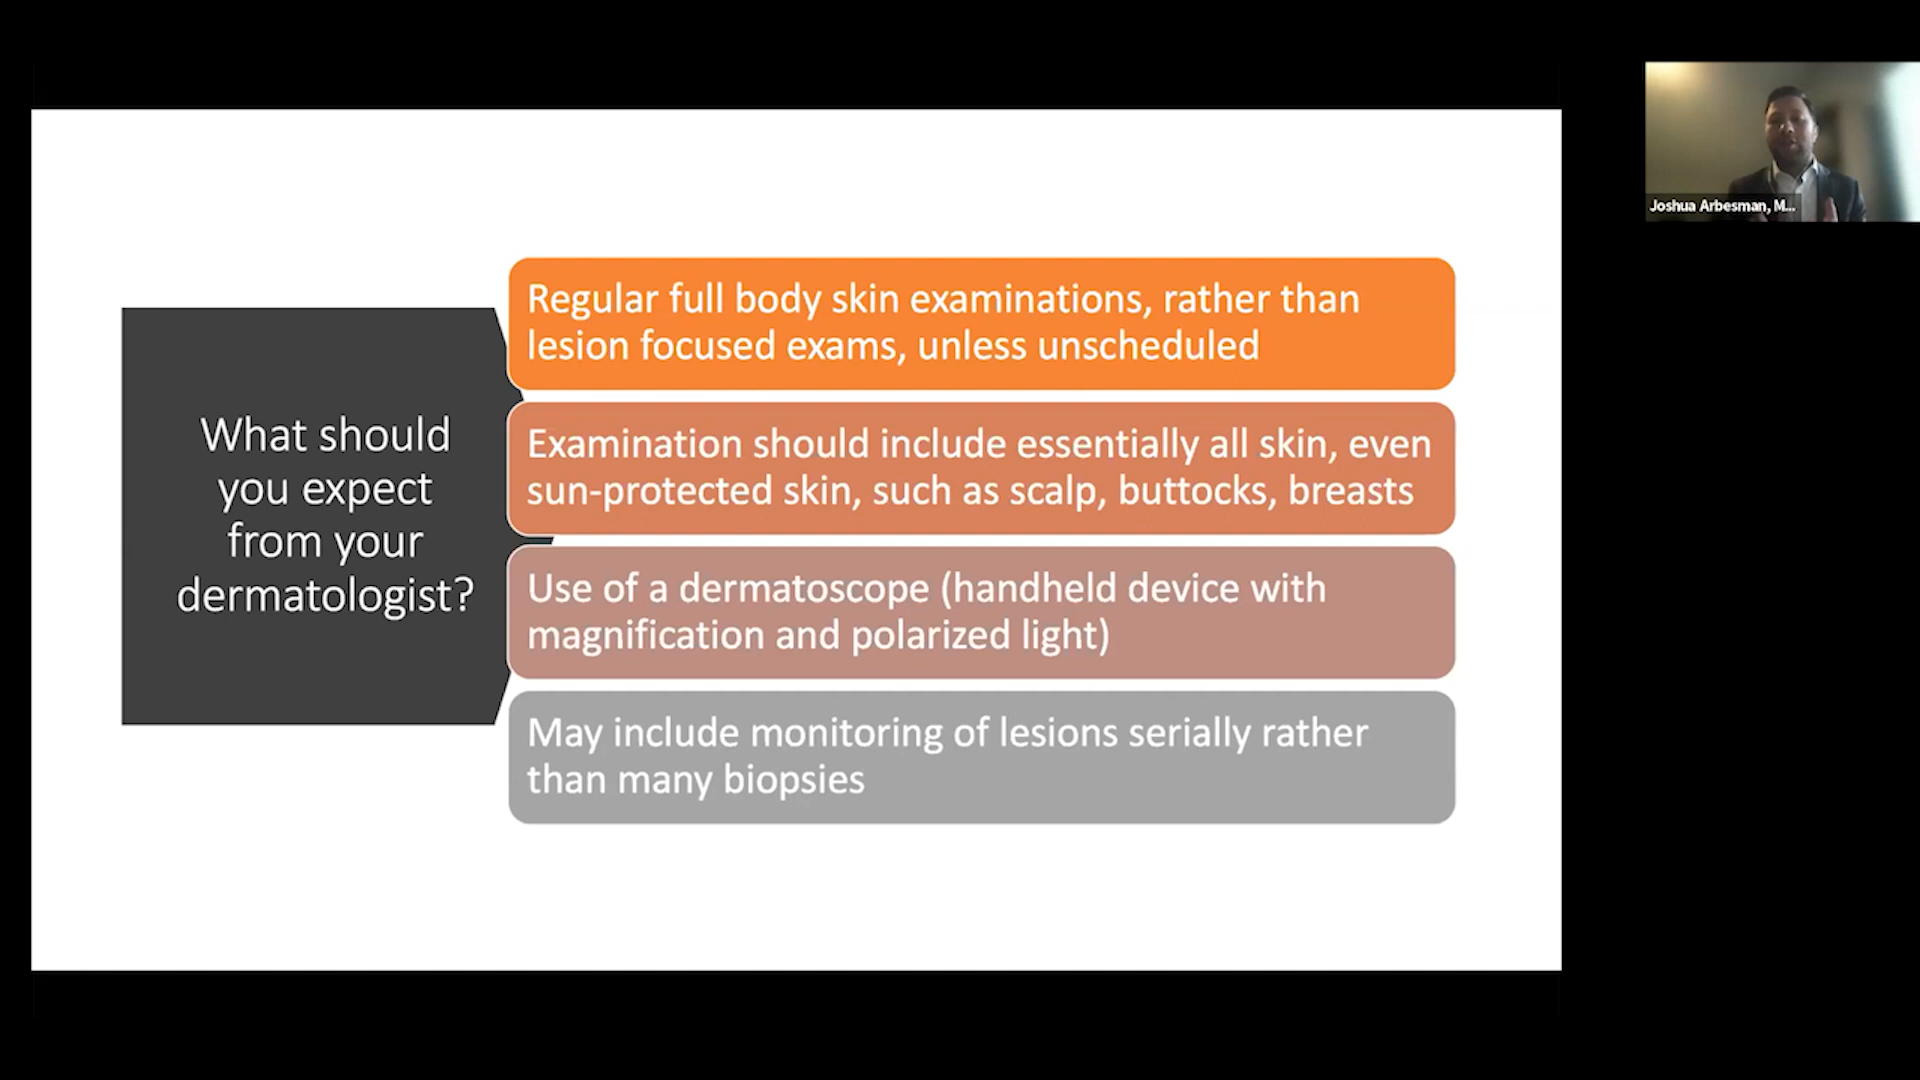 What should
you expect
from your
dermatologist?
Regular full body skin examinations, rather than
lesion focused exams, unless unscheduled
Examination should include essentially all skin, even
sun-protected skin, such as scalp, buttocks, breasts
Use of a dermatoscope (handheld device with
magnification and polarized light)
May include monitoring of lesions serially rather
than many biopsies
Joshua Arbesman, M...